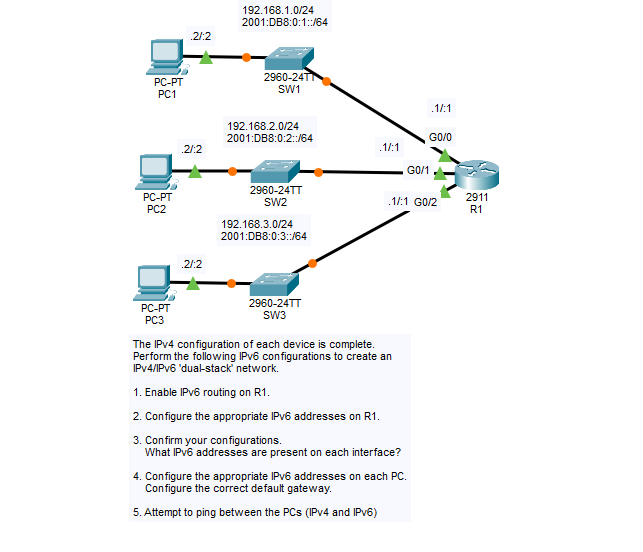 192.168.1.0/24
2001:DB8:0:1::/64
.2/:2
PC-PT
PC1
2960-24TT
SW1
.1/:1
G0/0
192.168.2.0/24
2001:DB8:0:2::/64
.2/:2
PC-PT
PC2
2960-24TT
SW2
.1/:1
G0/1
.1/:1
G0/2
2911
R1
192.168.3.0/24
2001:DB8:0:3::/64
.2/:2
PC-PT
PC3
2960-24TT
SW3
The IPv4 configuration of each device is complete.
Perform the following IPv6 configurations to create an
IPv4/IPv6 'dual-stack' network.
1. Enable IPv6 routing on R1.
2. Configure the appropriate IPv6 addresses on R1.
3. Confirm your configurations.
What IPv6 addresses are present on each interface?
4. Configure the appropriate IPv6 addresses on each PC.
Configure the correct default gateway.
5. Attempt to ping between the PCs (IPv4 and IPv6)